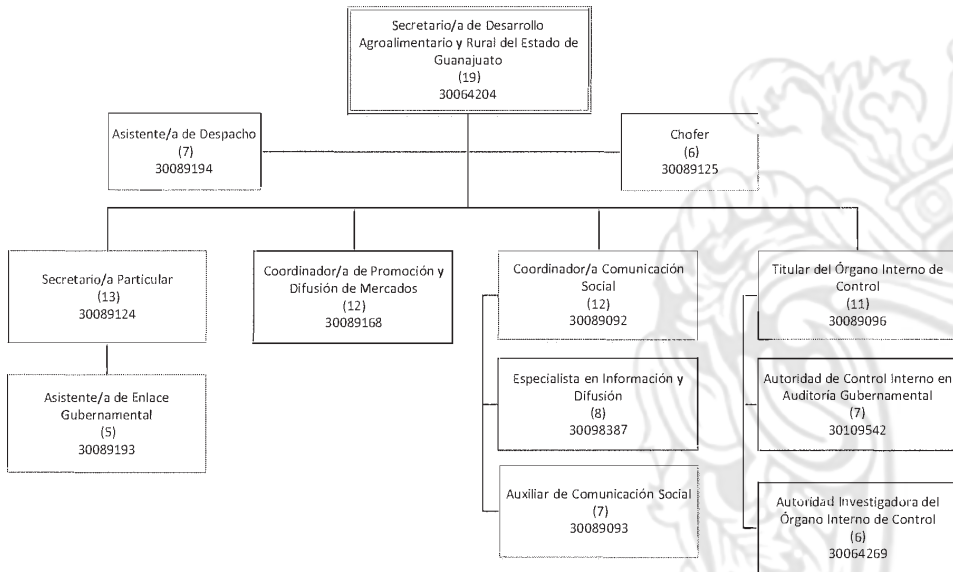 Secretario/a de Desarrollo
Agroalimentario y Rural del Estado de
Guanajuato
(19)
30064204
Asistente/a de Despacho
(7)
30089194
Chofer
(6)
30089125
Secretario/a Particular
(13)
30089124
Coordinador/a de Promoción y
Difusión de Mercados
(12)
30089168
Coordinador/a Comunicación
Social
(12)
30089092
Titular del Órgano Interno de
Control
(11)
30089096
Asistente/a de Enlace
Gubernamental
(5)
30089193
Especialista en Información y
Difusión
(8)
30098387
Autoridad de Control Interno en
Auditoría Gubernamental
(7)
30109542
Auxiliar de Comunicación Social
(7)
30089093
Autoridad Investigadora del
Órgano Interno de Control
(6)
30064269